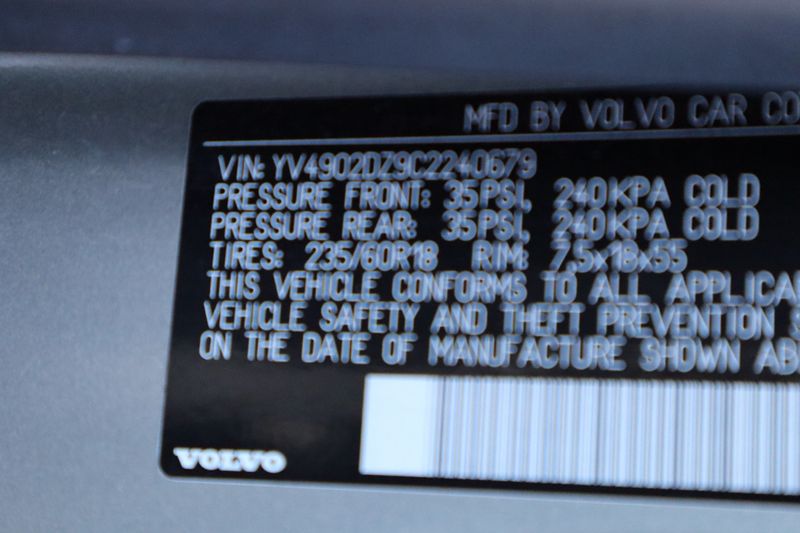 MFD BY VOLVO CAR CO
VIN: YV4902DZ9C2240679
PRESSURE FRONT: 35PSI, 240KPA COLD
PRESSURE REAR: 35PSI, 240KPA COLD
TIRES: 235/60R18 RIM: 7,5x18x55
THIS VEHICLE CONFORMS TO ALL APPLICA
VEHICLE SAFETY AND THEFT PREVENTION S
ON THE DATE OF MANUFACTURE SHOWN AB
VOLVO